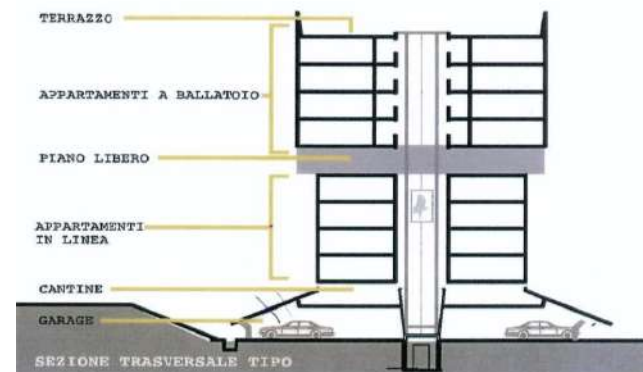 TERRAZZO
APPARTAMENTI A BALLATOIO
PIANO LIBERO
APPARTAMENTI
IN LINEA
CANTINE
GARAGE
SEZIONE TRASVERSALE TIPO